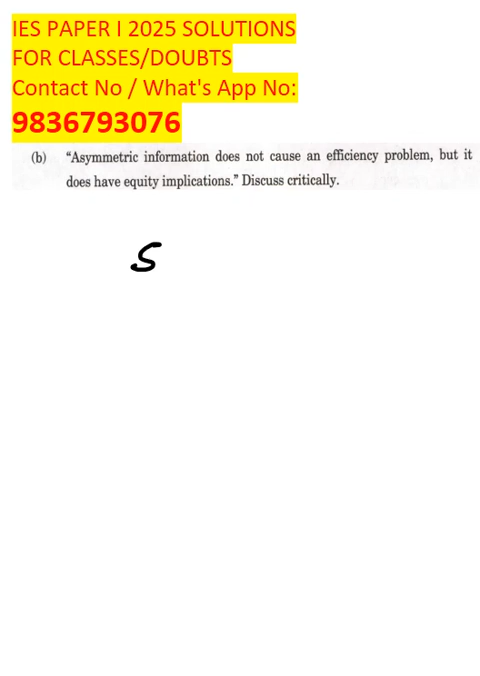 IES PAPER I 2025 SOLUTIONS
FOR CLASSES/DOUBTS
Contact No / What's App No:
9836793076
(b) “Asymmetric information does not cause an efficiency problem, but it
does have equity implications.” Discuss critically.
S